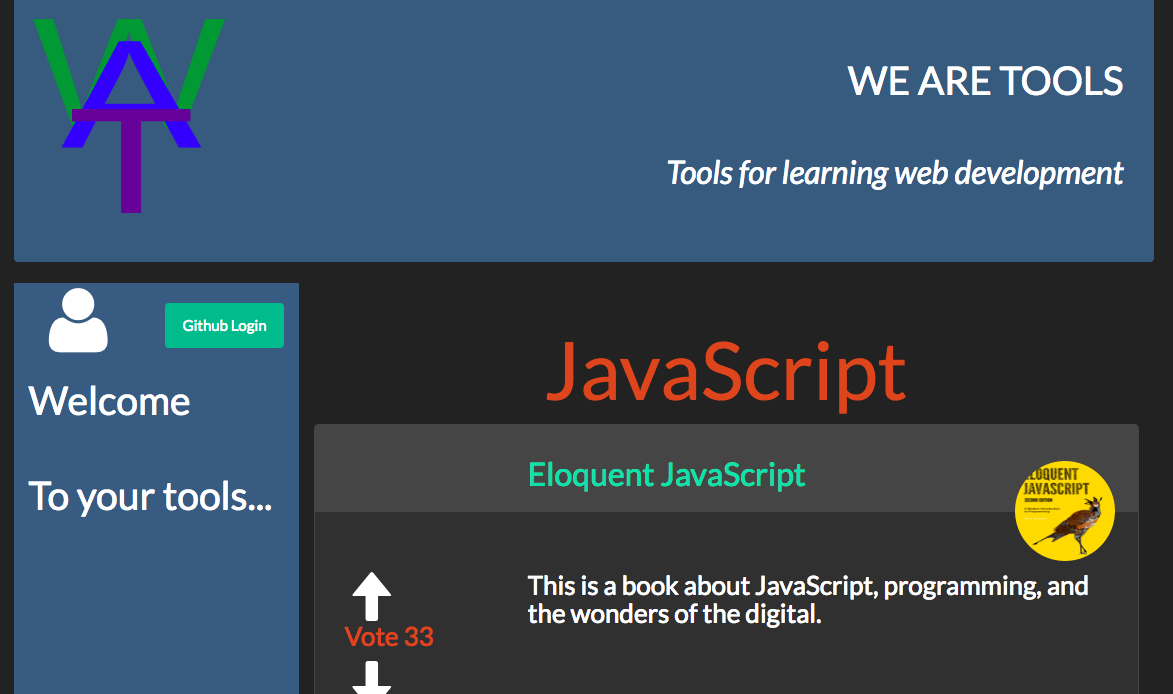 WAT
WE ARE TOOLS
Tools for learning web development
Github Login
Welcome
To your tools...
JavaScript
Eloquent JavaScript
ELOQUENT
JAVASCRIPT
SECOND EDITION
This is a book about JavaScript, programming, and
the wonders of the digital.
Vote 33